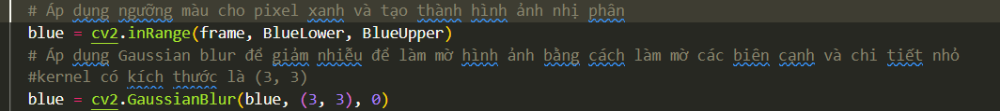 # Áp dụng ngưỡng màu cho pixel xanh và tạo thành hình ảnh nhị phân
blue = cv2.inRange(frame, BlueLower, BlueUpper)
# Áp dụng Gaussian blur để giảm nhiễu để làm mờ hình ảnh bằng cách làm mờ các biên cạnh và chi tiết nhỏ
#kernel có kích thước là (3, 3)
blue = cv2.GaussianBlur(blue, (3, 3), 0)